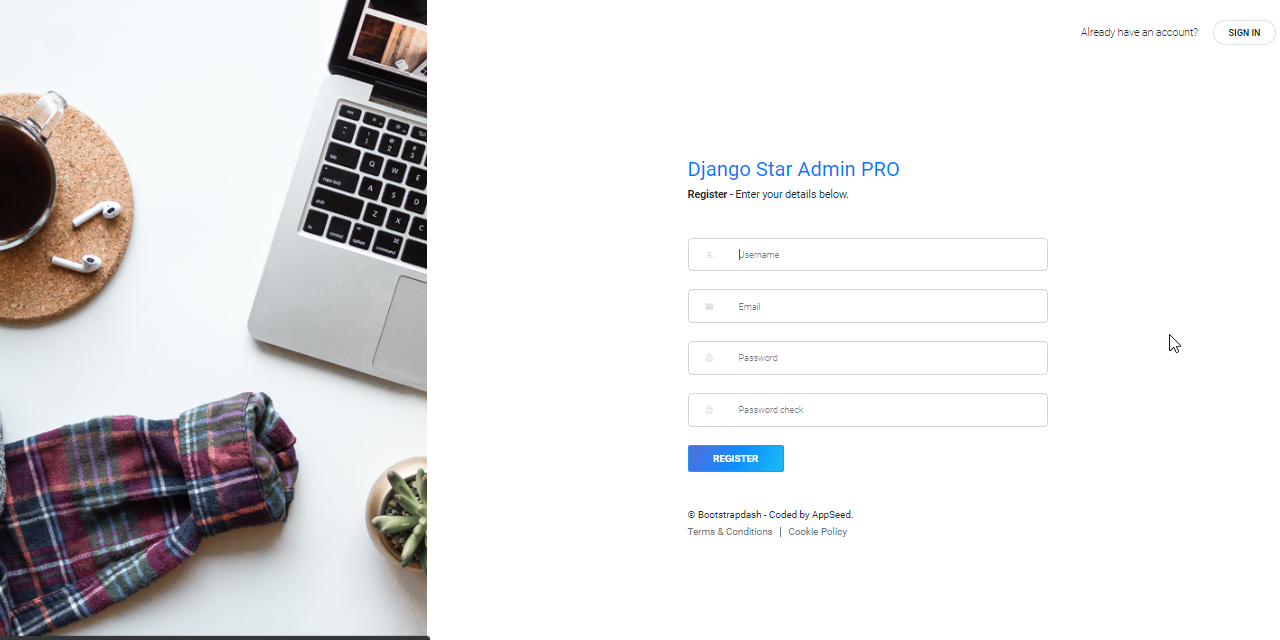 Already have an account? SIGN IN
Django Star Admin PRO
Register - Enter your details below.
Username
Email
Password
Password check
REGISTER
© Bootstrapdash - Coded by AppSeed.
Terms & Conditions | Cookie Policy